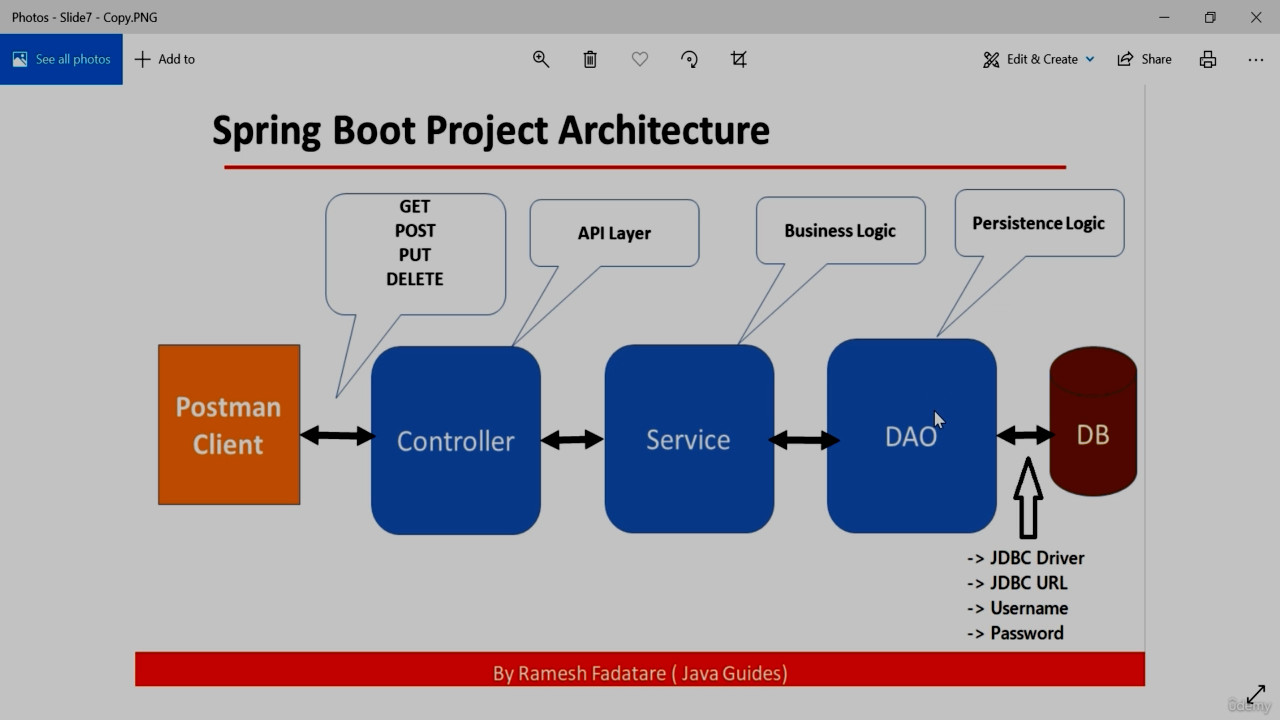 Photos - Slide7 - Copy.PNG
See all photos
Add to
Edit & Create
Share
Spring Boot Project Architecture
GET
POST
PUT
DELETE
API Layer
Business Logic
Persistence Logic
Postman
Client
Controller
Service
DAO
DB
-> JDBC Driver
-> JDBC URL
-> Username
-> Password
By Ramesh Fadatare ( Java Guides)
ûdemy